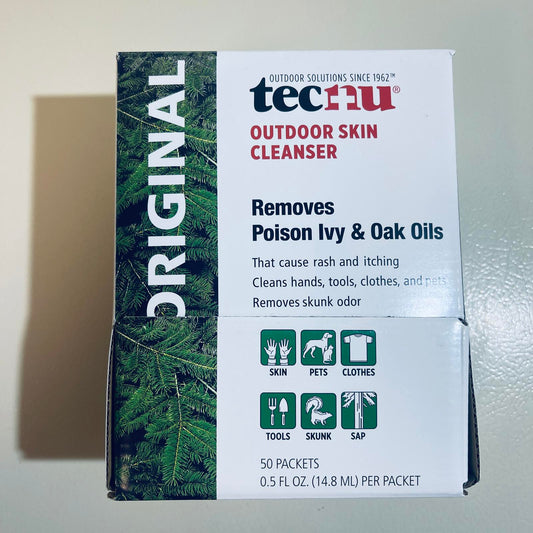 ORIGINAL
OUTDOOR SOLUTIONS SINCE 1962™
tecnu®
OUTDOOR SKIN
CLEANSER
Removes
Poison Ivy & Oak Oils
That cause rash and itching
Cleans hands, tools, clothes, and pets
Removes skunk odor
SKIN PETS CLOTHES
TOOLS SKUNK SAP
50 PACKETS
0.5 FL OZ. (14.8 ML) PER PACKET